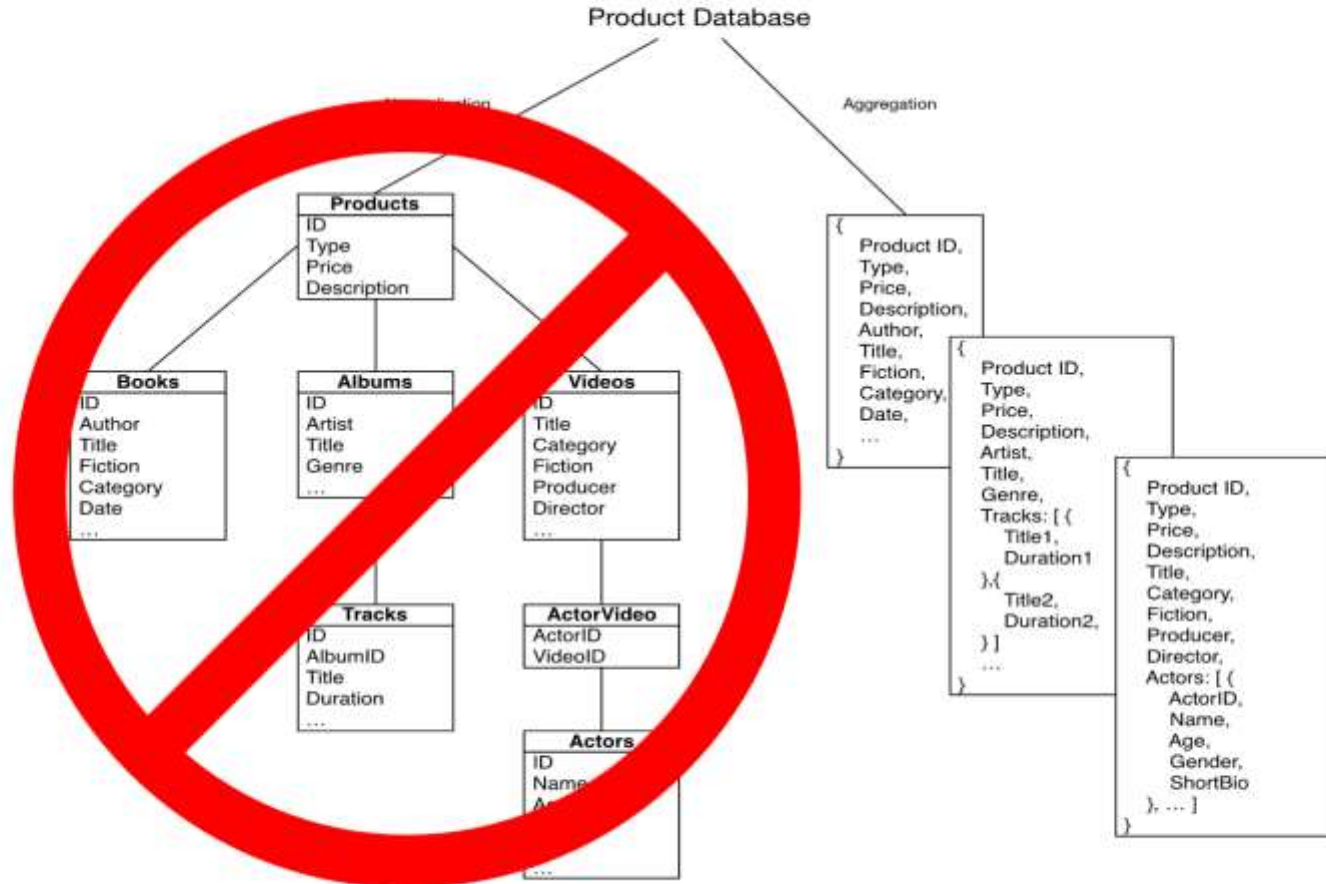 Product Database
Aggregation
Products
ID
Type
Price
Description
Books
ID
Author
Title
Fiction
Category
Date
...
Albums
ID
Artist
Title
Genre
...
Videos
ID
Title
Category
Fiction
Producer
Director
...
Tracks
ID
AlbumID
Title
Duration
...
ActorVideo
ActorID
VideoID
Actors
ID
Name
...
{
Product ID,
Type,
Price,
Description,
Author,
Title,
Fiction,
Category,
Date,
...
}
{
Product ID,
Type,
Price,
Description,
Artist,
Title,
Genre,
Tracks: [ {
Title1,
Duration1
},{
Title2,
Duration2,
} ]
...
}
{
Product ID,
Type,
Price,
Description,
Title,
Category,
Fiction,
Producer,
Director,
Actors: [ {
ActorID,
Name,
Age,
Gender,
ShortBio
}, ... ]
}